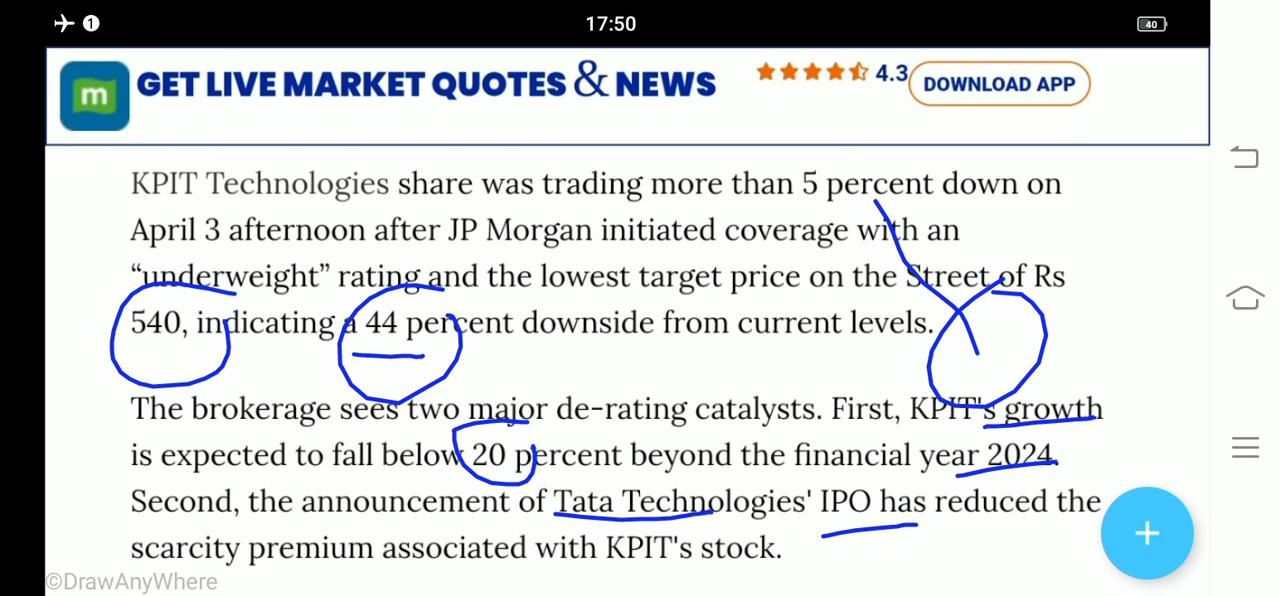 1 17:50 40
m GET LIVE MARKET QUOTES & NEWS 4.3 DOWNLOAD APP
KPIT Technologies share was trading more than 5 percent down on
April 3 afternoon after JP Morgan initiated coverage with an
“underweight” rating and the lowest target price on the Street of Rs
540, indicating a 44 percent downside from current levels.
The brokerage sees two major de-rating catalysts. First, KPIT's growth
is expected to fall below 20 percent beyond the financial year 2024.
Second, the announcement of Tata Technologies' IPO has reduced the
scarcity premium associated with KPIT's stock.
©DrawAnyWhere